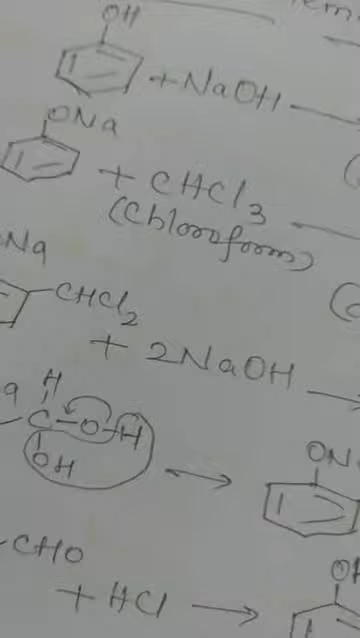 OH
+ NaOH →
ONa
+ CHCl3 →
(Chloroform)
Na
-CHCl2
+ 2NaOH →
H
-C-O-H →
OH
ON
-CHO
OH
+ HCl →